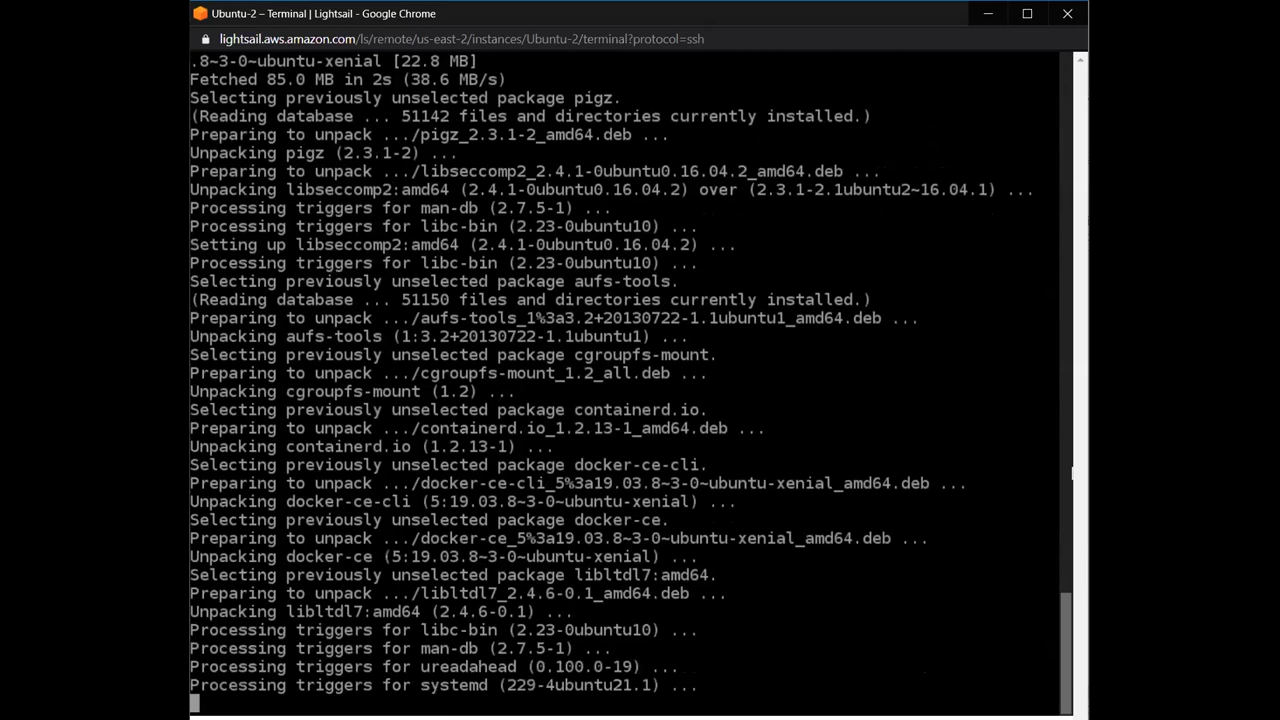 Ubuntu-2 – Terminal | Lightsail - Google Chrome
lightsail.aws.amazon.com/ls/remote/us-east-2/instances/Ubuntu-2/terminal?protocol=ssh
.8~3-0~ubuntu-xenial [22.8 MB]
Fetched 85.0 MB in 2s (38.6 MB/s)
Selecting previously unselected package pigz.
(Reading database ... 51142 files and directories currently installed.)
Preparing to unpack .../pigz_2.3.1-2_amd64.deb ...
Unpacking pigz (2.3.1-2) ...
Preparing to unpack .../libseccomp2_2.4.1-0ubuntu0.16.04.2_amd64.deb ...
Unpacking libseccomp2:amd64 (2.4.1-0ubuntu0.16.04.2) over (2.3.1-2.1ubuntu2~16.04.1) ...
Processing triggers for man-db (2.7.5-1) ...
Processing triggers for libc-bin (2.23-0ubuntu10) ...
Setting up libseccomp2:amd64 (2.4.1-0ubuntu0.16.04.2) ...
Processing triggers for libc-bin (2.23-0ubuntu10) ...
Selecting previously unselected package aufs-tools.
(Reading database ... 51150 files and directories currently installed.)
Preparing to unpack .../aufs-tools_1%3a3.2+20130722-1.1ubuntu1_amd64.deb ...
Unpacking aufs-tools (1:3.2+20130722-1.1ubuntu1) ...
Selecting previously unselected package cgroupfs-mount.
Preparing to unpack .../cgroupfs-mount_1.2_all.deb ...
Unpacking cgroupfs-mount (1.2) ...
Selecting previously unselected package containerd.io.
Preparing to unpack .../containerd.io_1.2.13-1_amd64.deb ...
Unpacking containerd.io (1.2.13-1) ...
Selecting previously unselected package docker-ce-cli.
Preparing to unpack .../docker-ce-cli_5%3a19.03.8~3-0~ubuntu-xenial_amd64.deb ...
Unpacking docker-ce-cli (5:19.03.8~3-0~ubuntu-xenial) ...
Selecting previously unselected package docker-ce.
Preparing to unpack .../docker-ce_5%3a19.03.8~3-0~ubuntu-xenial_amd64.deb ...
Unpacking docker-ce (5:19.03.8~3-0~ubuntu-xenial) ...
Selecting previously unselected package libltdl7:amd64.
Preparing to unpack .../libltdl7_2.4.6-0.1_amd64.deb ...
Unpacking libltdl7:amd64 (2.4.6-0.1) ...
Processing triggers for libc-bin (2.23-0ubuntu10) ...
Processing triggers for man-db (2.7.5-1) ...
Processing triggers for ureadahead (0.100.0-19) ...
Processing triggers for systemd (229-4ubuntu21.1) ...